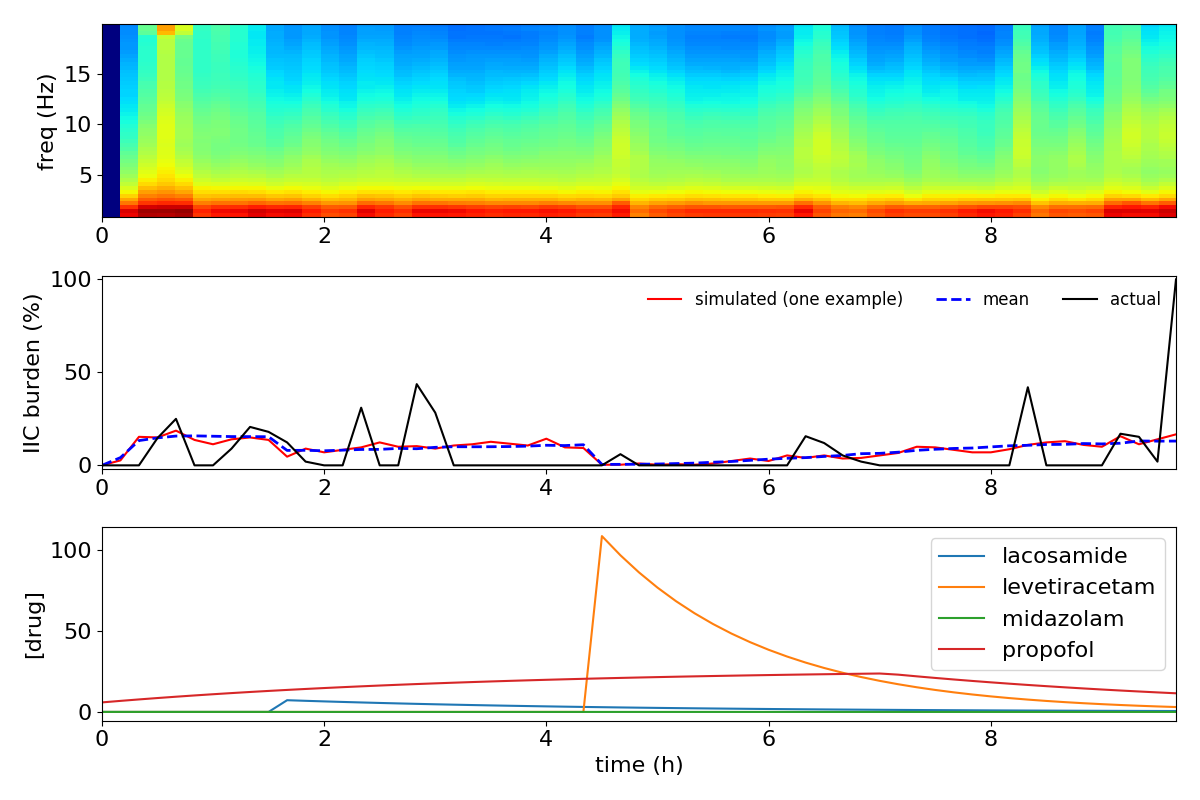 freq (Hz)
15
10
5
0 2 4 6 8
IIC burden (%)
100
50
0
simulated (one example) mean actual
0 2 4 6 8
[drug]
100
50
0
lacosamide
levetiracetam
midazolam
propofol
0 2 4 6 8
time (h)